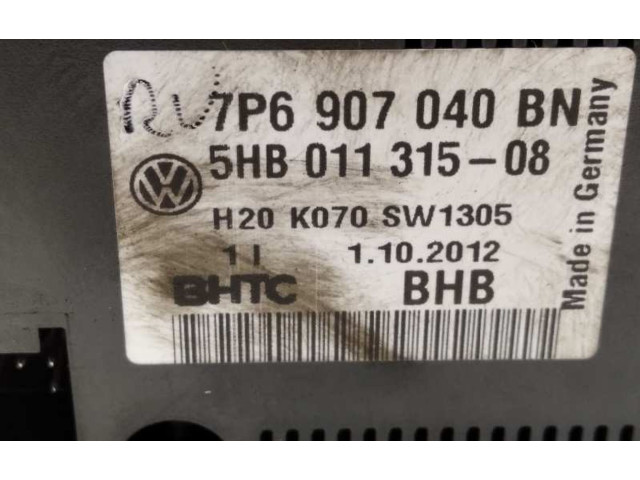 7P6 907 040 BN
5HB 011 315-08
H20 K070 SW1305
1 I 1.10.2012
BHTC BHB
Made in Germany